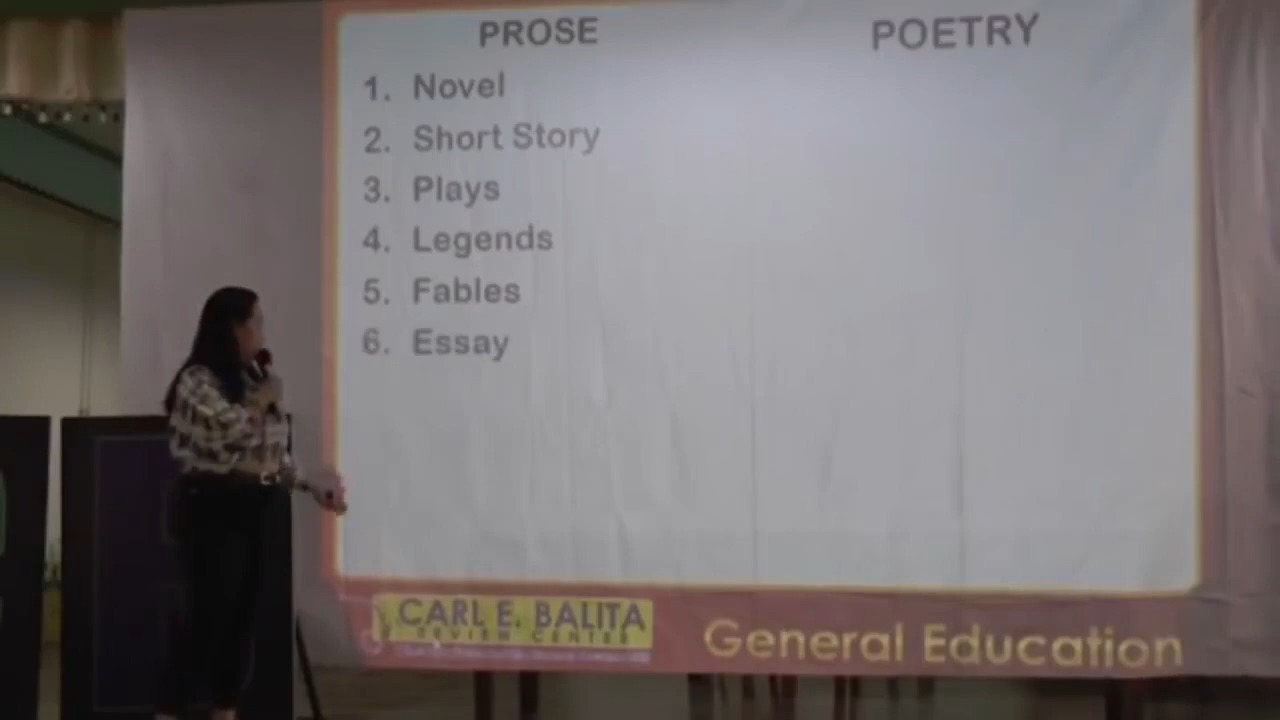 PROSE
POETRY
1. Novel
2. Short Story
3. Plays
4. Legends
5. Fables
6. Essay
CARL E. BALITA
REVIEW CENTER
General Education